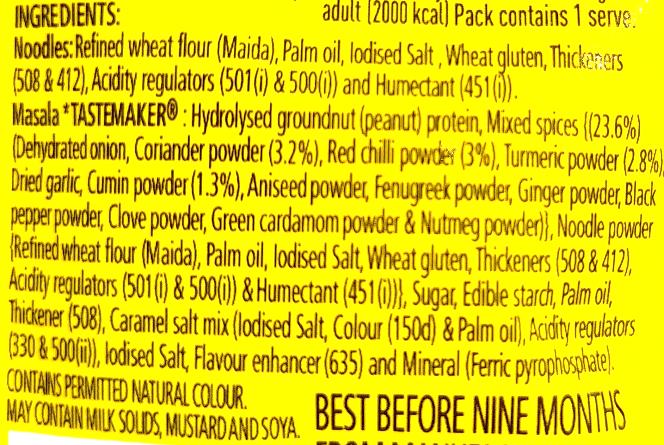 adult (2000 kcal) Pack contains 1 serve.
INGREDIENTS:
Noodles: Refined wheat flour (Maida), Palm oil, Iodised Salt , Wheat gluten, Thickeners
(508 & 412), Acidity regulators (501(i) & 500(i)) and Humectant (451(i)).
Masala *TASTEMAKER® : Hydrolysed groundnut (peanut) protein, Mixed spices {(23.6%)
(Dehydrated onion, Coriander powder (3.2%), Red chilli powder (3%), Turmeric powder (2.8%),
Dried garlic, Cumin powder (1.3%), Aniseed powder, Fenugreek powder, Ginger powder, Black
pepper powder, Clove powder, Green cardamom powder & Nutmeg powder)}, Noodle powder
{Refined wheat flour (Maida), Palm oil, Iodised Salt, Wheat gluten, Thickeners (508 & 412),
Acidity regulators (501(i) & 500(i)) & Humectant (451(i))}, Sugar, Edible starch, Palm oil,
Thickener (508), Caramel salt mix (Iodised Salt, Colour (150d) & Palm oil), Acidity regulators
(330 & 500(ii)), Iodised Salt, Flavour enhancer (635) and Mineral (Ferric pyrophosphate).
CONTAINS PERMITTED NATURAL COLOUR.
MAY CONTAIN MILK SOLIDS, MUSTARD AND SOYA.
BEST BEFORE NINE MONTHS